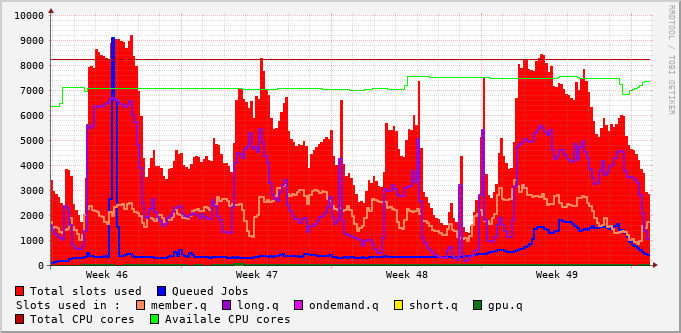 10000
9000
8000
7000
6000
5000
4000
3000
2000
1000
0
Week 46 Week 47 Week 48 Week 49
Total slots used Queued Jobs
Slots used in : member.q long.q ondemand.q short.q gpu.q
Total CPU cores Availale CPU cores
RRDTOOL / TOBI OETIKER